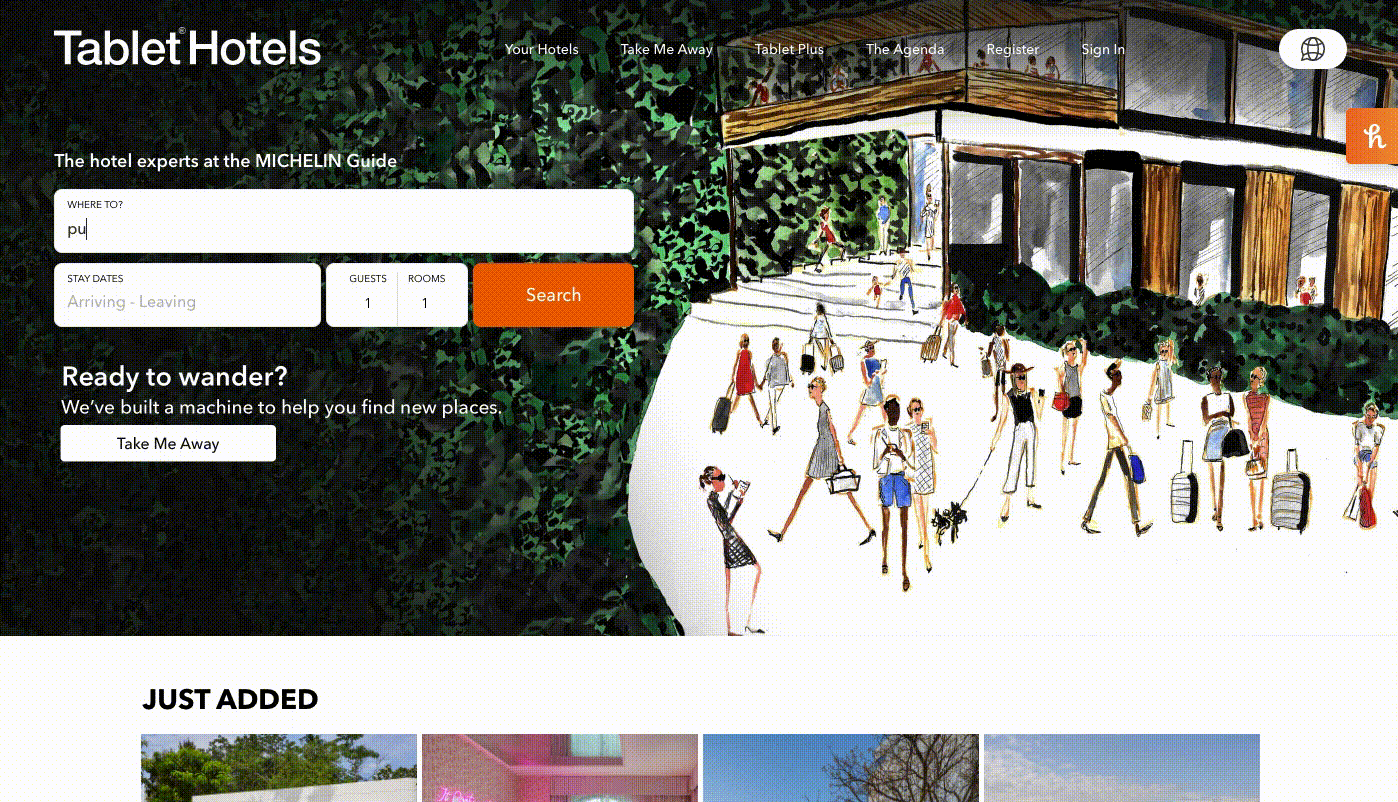 Tablet® Hotels
Your Hotels
Take Me Away
Tablet Plus
The Agenda
Register
Sign In
The hotel experts at the MICHELIN Guide
WHERE TO?
pu
STAY DATES
Arriving - Leaving
GUESTS
1
ROOMS
1
Search
Ready to wander?
We've built a machine to help you find new places.
Take Me Away
JUST ADDED